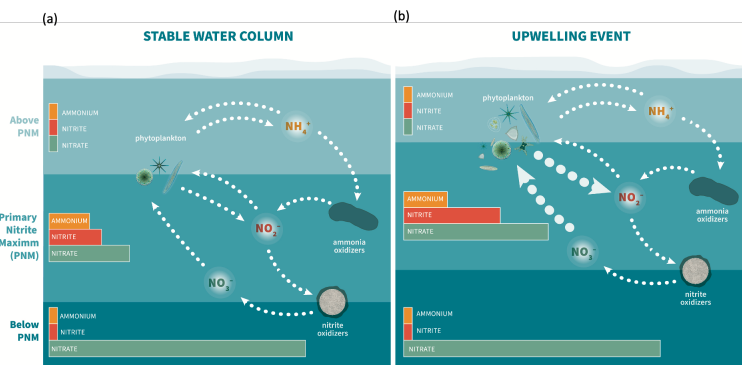 (a)
(b)
STABLE WATER COLUMN
UPWELLING EVENT
Above
PNM
AMMONIUM
NITRITE
NITRATE
phytoplankton
NH4+
Primary
Nitrite
Maximm
(PNM)
AMMONIUM
NITRITE
NITRATE
NO2-
ammonia
oxidizers
NO3-
Below
PNM
AMMONIUM
NITRITE
NITRATE
nitrite
oxidizers
AMMONIUM
NITRITE
NITRATE
phytoplankton
NH4+
AMMONIUM
NITRITE
NITRATE
NO2-
ammonia
oxidizers
NO3-
nitrite
oxidizers
AMMONIUM
NITRITE
NITRATE